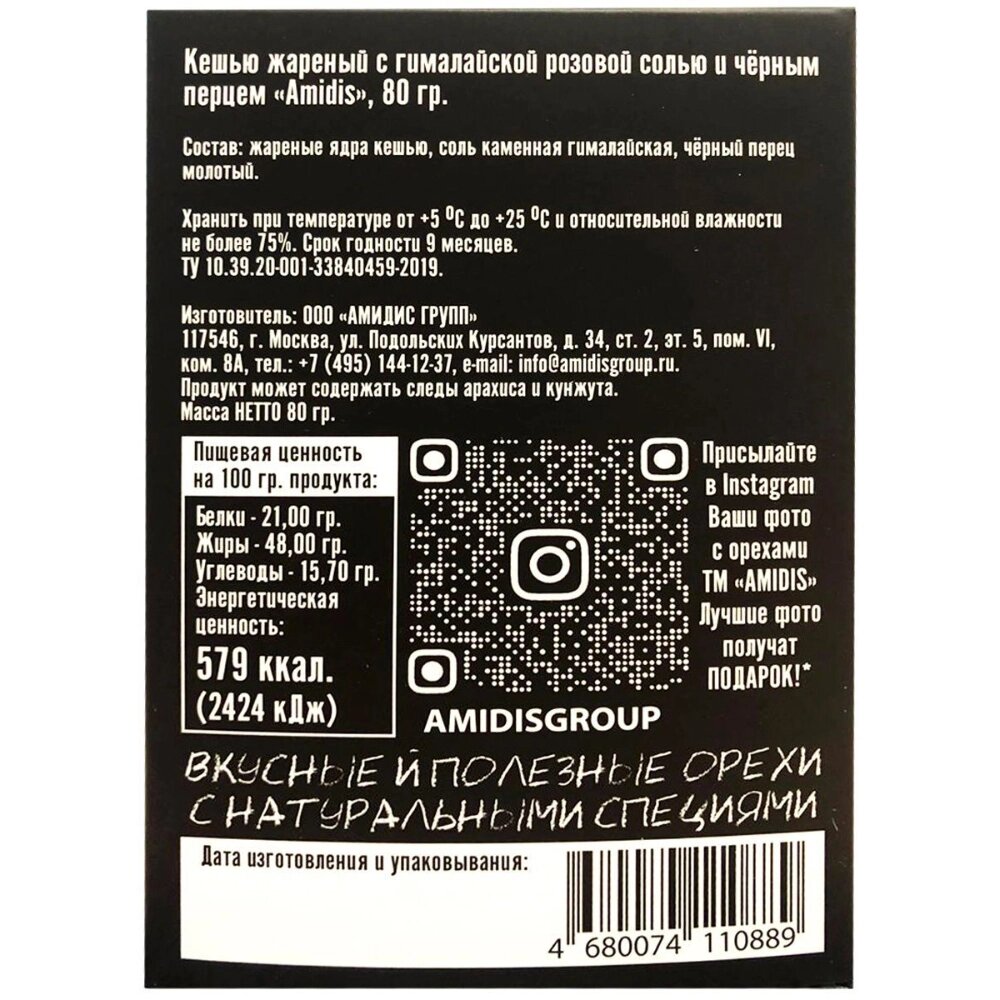 Кешью жареный с гималайской розовой солью и чёрным
перцем «Amidis», 80 гр.
Состав: жареные ядра кешью, соль каменная гималайская, чёрный перец
молотый.
Хранить при температуре от +5 ⁰С до +25 ⁰С и относительной влажности
не более 75%. Срок годности 9 месяцев.
ТУ 10.39.20-001-33840459-2019.
Изготовитель: ООО «АМИДИС ГРУПП»
117546, г. Москва, ул. Подольских Курсантов, д. 34, ст. 2, эт. 5, пом. VI,
ком. 8А, тел.: +7 (495) 144-12-37, e-mail: info@amidisgroup.ru.
Продукт может содержать следы арахиса и кунжута.
Масса НЕТТО 80 гр.
Пищевая ценность
на 100 гр. продукта:
Белки - 21,00 гр.
Жиры - 48,00 гр.
Углеводы - 15,70 гр.
Энергетическая
ценность:
579 ккал.
(2424 кДж)
AMIDISGROUP
Присылайте
в Instagram
Ваши фото
с орехами
ТМ «AMIDIS»
Лучшие фото
получат
ПОДАРОК!*
ВКУСНЫЕ И ПОЛЕЗНЫЕ ОРЕХИ
С НАТУРАЛЬНЫМИ СПЕЦИЯМИ
Дата изготовления и упаковывания:
4 680074 110889